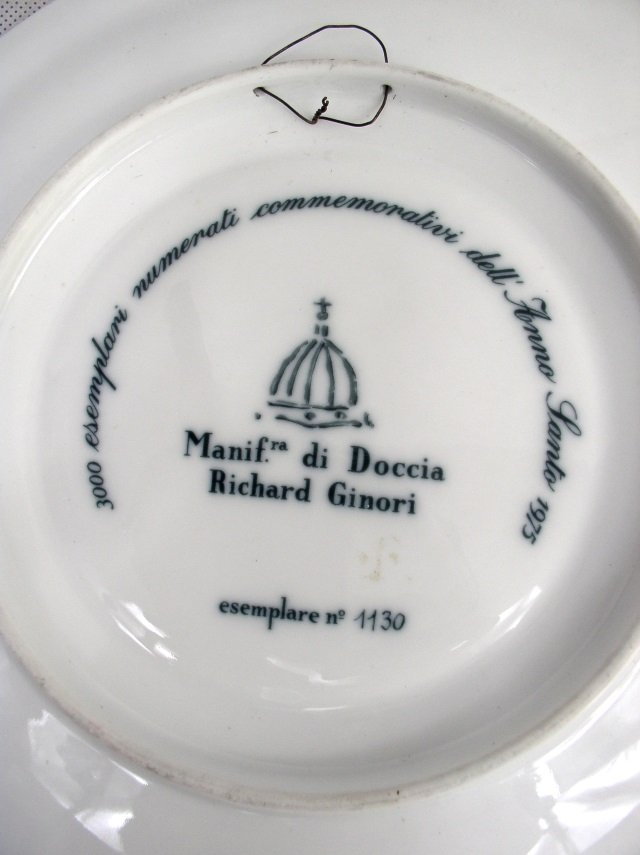 3000 esemplari numerati commemorativi dell'Anno Santo 1975
Manif.ra di Doccia
Richard Ginori
esemplare nº 1130